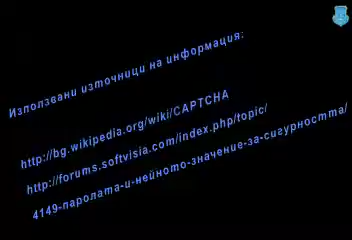 Използвани източници на информация:
http://bg.wikipedia.org/wiki/CAPTCHA
http://forums.softvisia.com/index.php/topic/
4149-паролата-и-нейното-значение-за-сигурността/